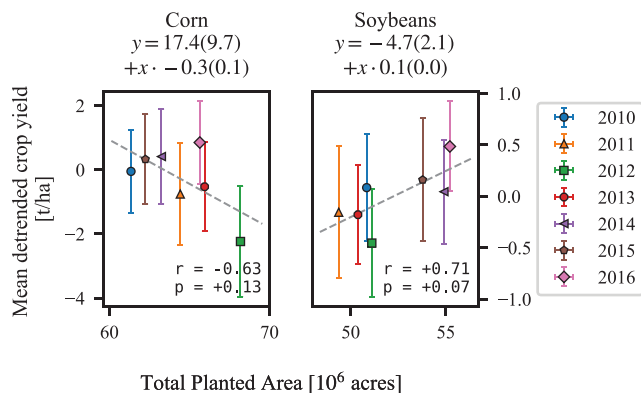 Corn
y = 17.4(9.7)
+x · −0.3(0.1)
Soybeans
y = −4.7(2.1)
+x · 0.1(0.0)
Mean detrended crop yield
[t/ha]
2
0
−2
−4
r = -0.63
p = +0.13
60
70
r = +0.71
p = +0.07
50
55
1.0
0.5
0.0
−0.5
−1.0
2010
2011
2012
2013
2014
2015
2016
Total Planted Area [10⁶ acres]